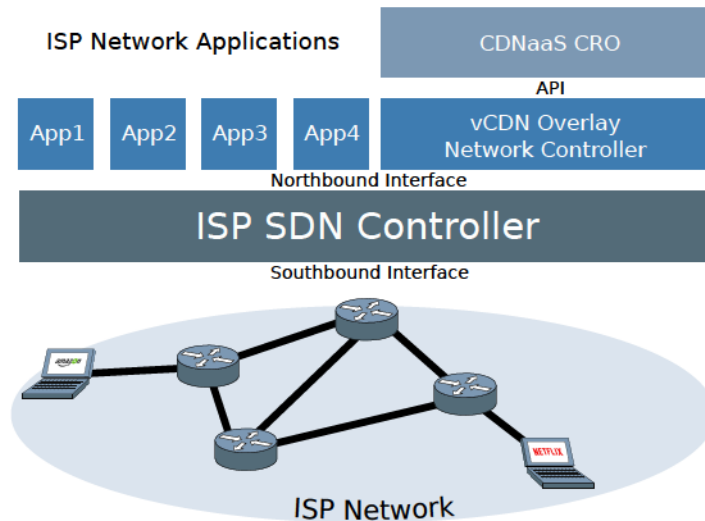 ISP Network Applications
CDNaaS CRO
API
App1
App2
App3
App4
vCDN Overlay
Network Controller
Northbound Interface
ISP SDN Controller
Southbound Interface
amazon
NETFLIX
ISP Network